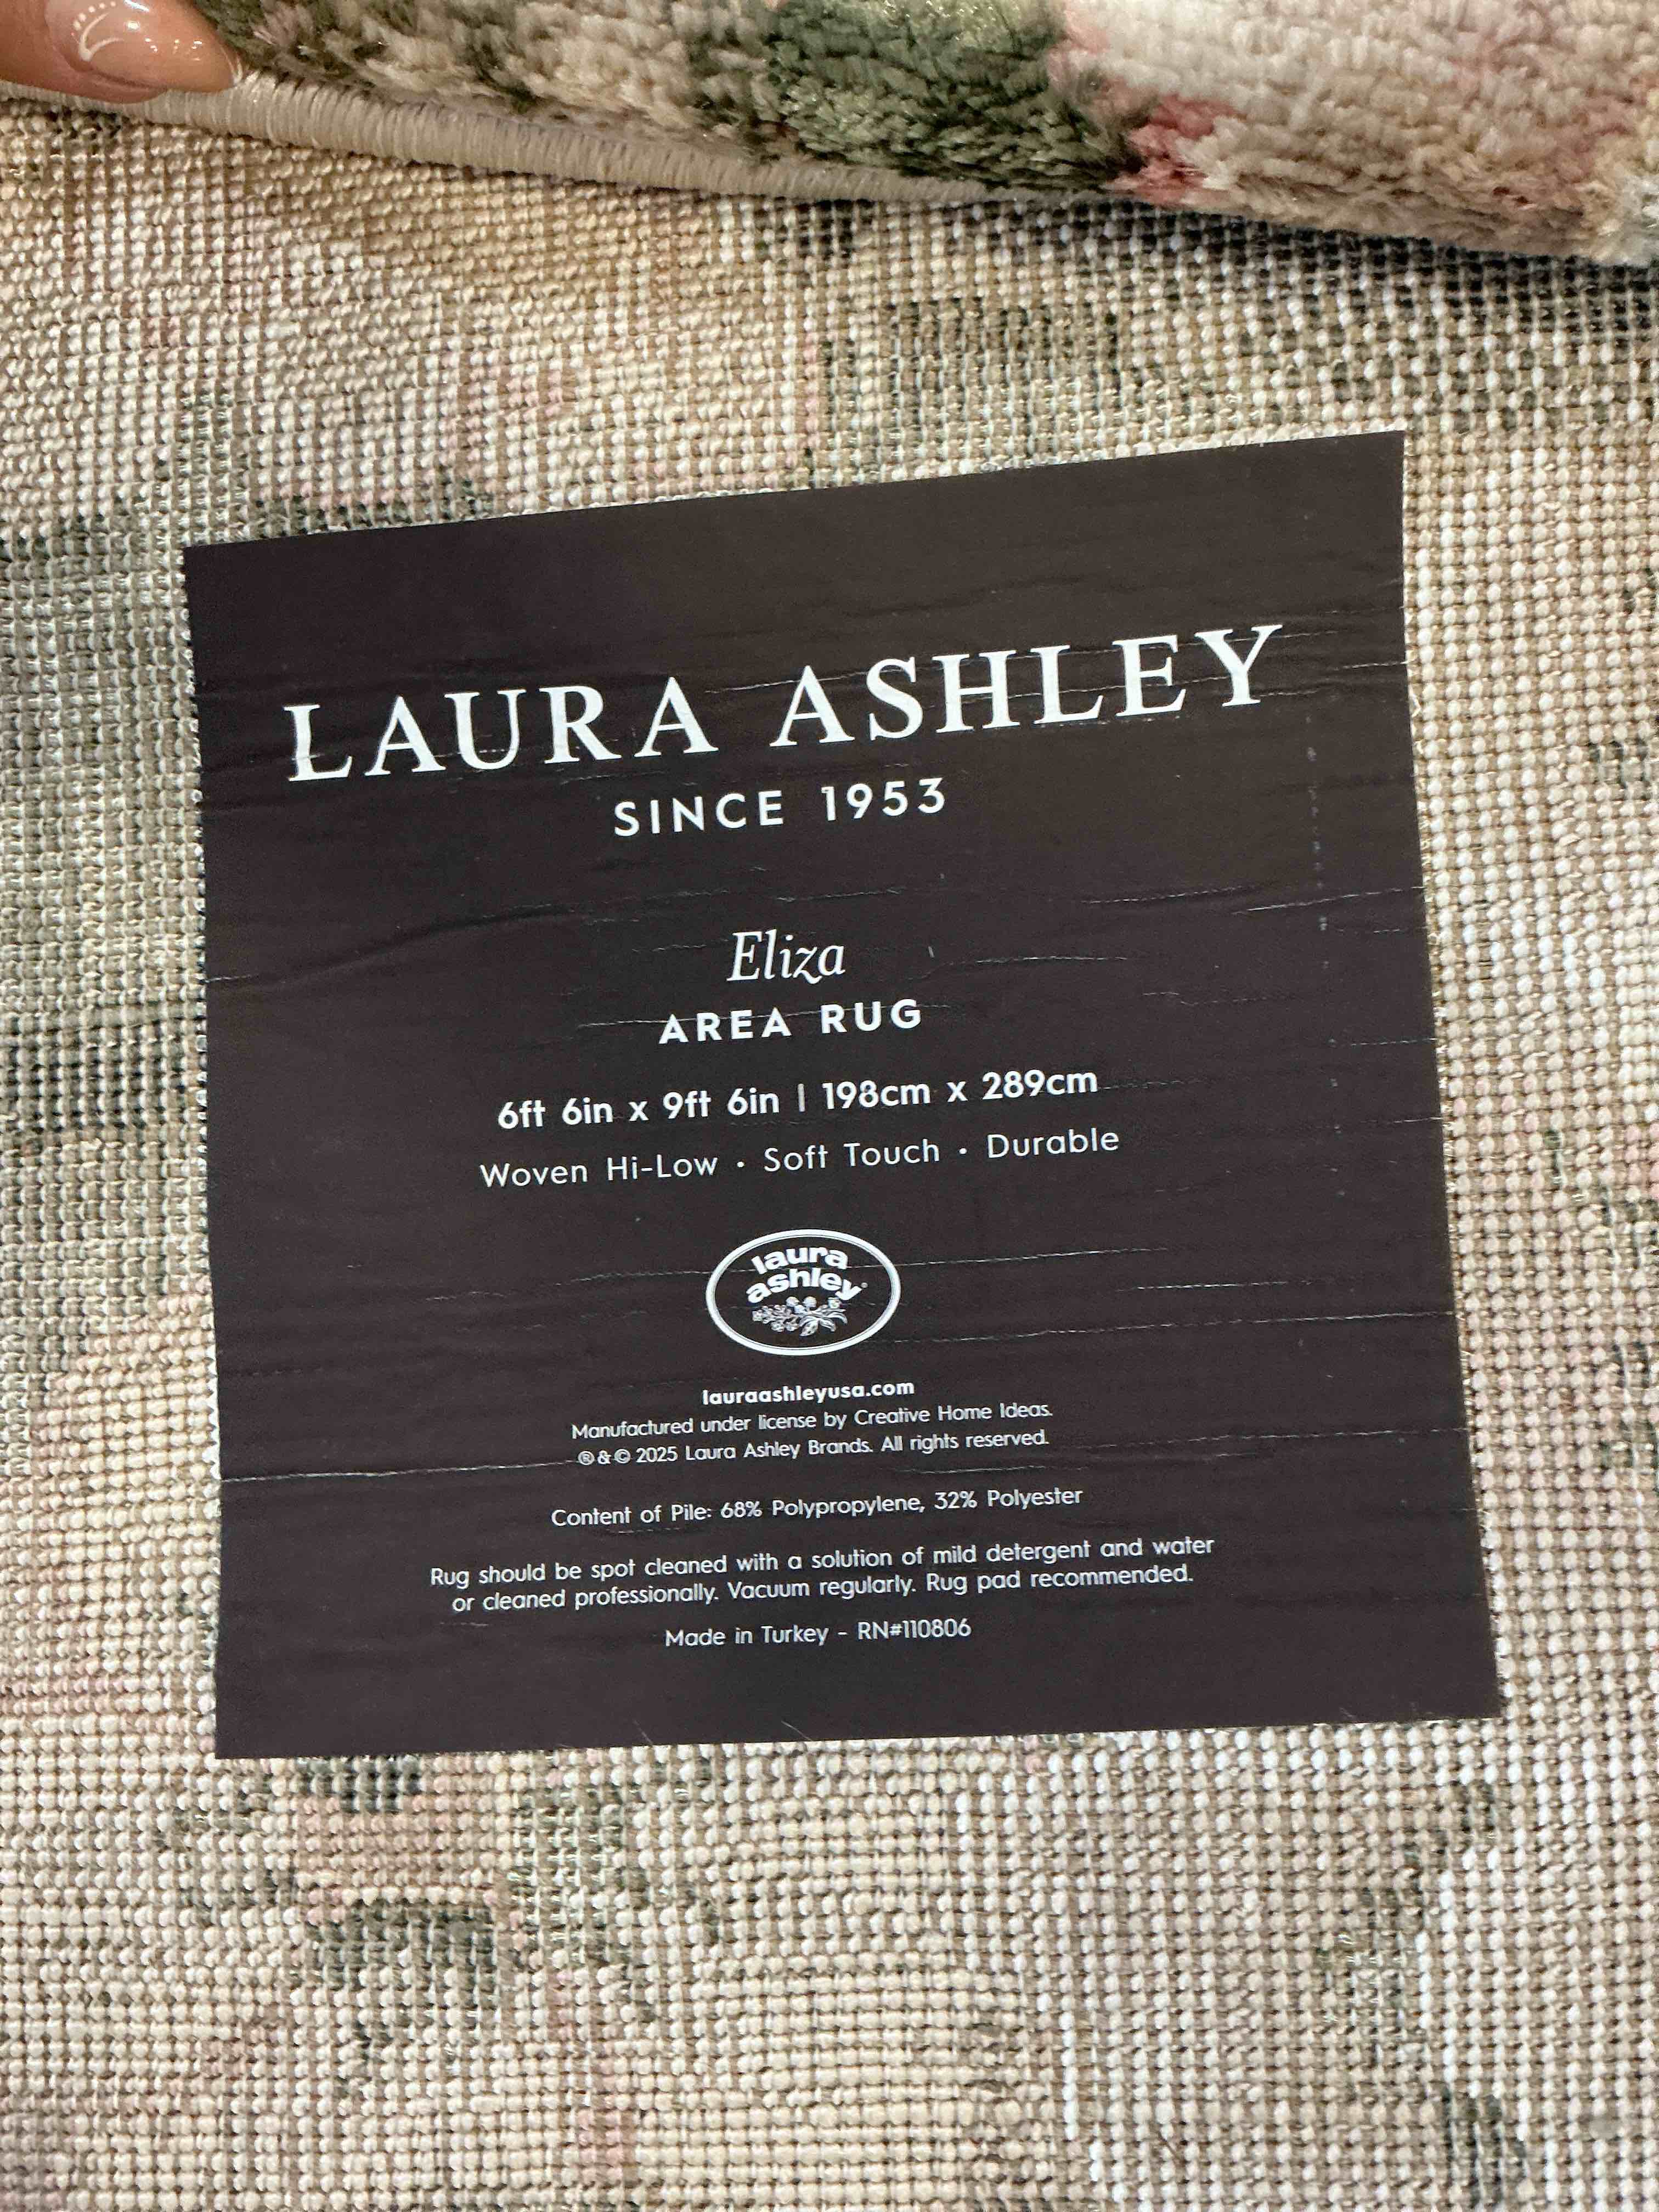 LAURA ASHLEY
SINCE 1953
Eliza
AREA RUG
6ft 6in x 9ft 6in | 198cm x 289cm
Woven Hi-Low · Soft Touch · Durable
laura
ashley®
lauraashleyusa.com
Manufactured under license by Creative Home Ideas.
® & © 2025 Laura Ashley Brands. All rights reserved.
Content of Pile: 68% Polypropylene, 32% Polyester
Rug should be spot cleaned with a solution of mild detergent and water
or cleaned professionally. Vacuum regularly. Rug pad recommended.
Made in Turkey - RN#110806